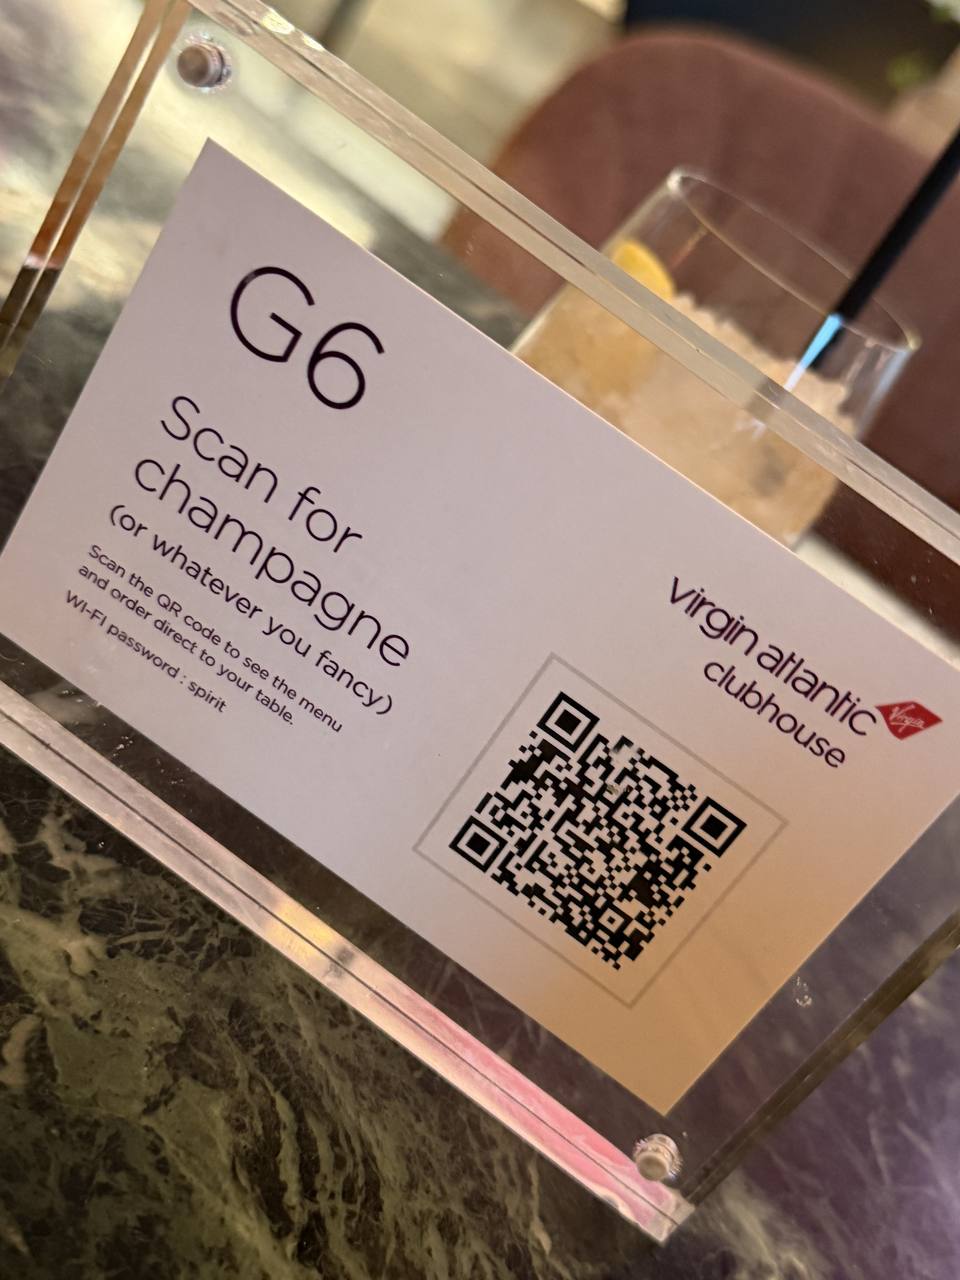 G6
Scan for
champagne
(or whatever you fancy)
Scan the QR code to see the menu
and order direct to your table.
WI-FI password : spirit
virgin atlantic
Virgin
clubhouse